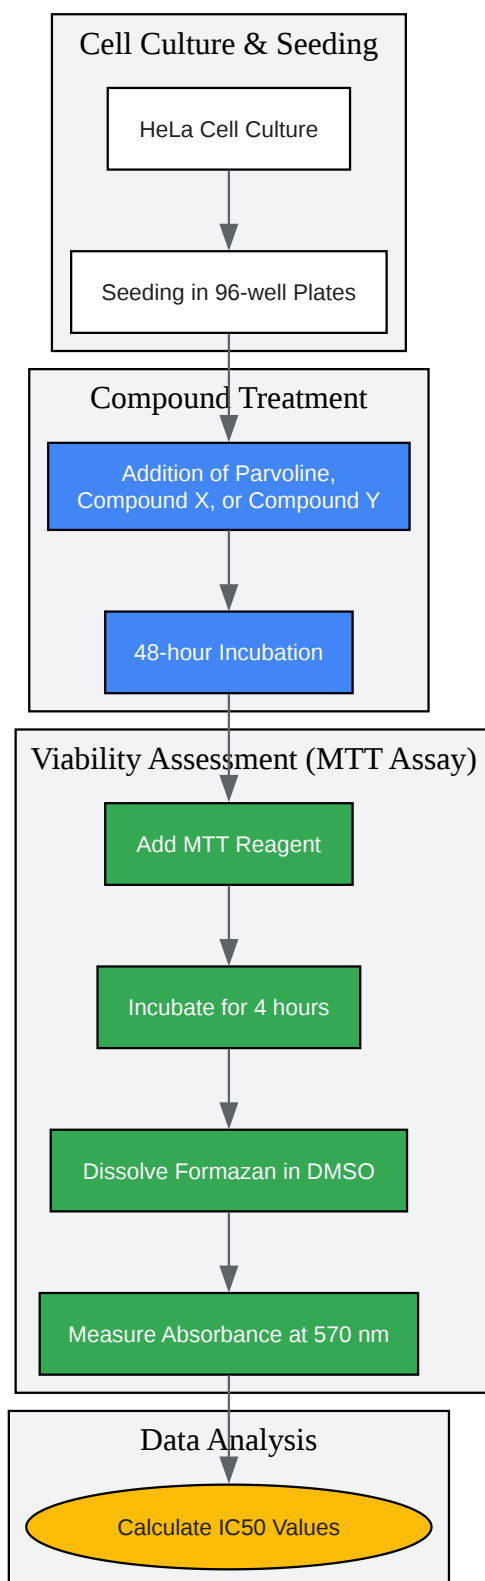 Cell Culture & Seeding
HeLa Cell Culture
Seeding in 96-well Plates
Compound Treatment
Addition of Parvoline,
Compound X, or Compound Y
48-hour Incubation
Viability Assessment (MTT Assay)
Add MTT Reagent
Incubate for 4 hours
Dissolve Formazan in DMSO
Measure Absorbance at 570 nm
Data Analysis
Calculate IC50 Values